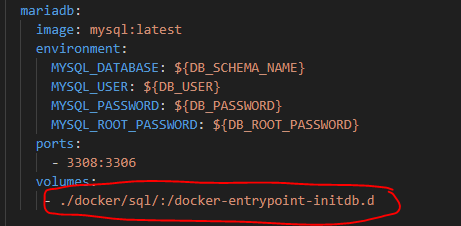 mariadb:
image: mysql:latest
environment:
MYSQL_DATABASE: ${DB_SCHEMA_NAME}
MYSQL_USER: ${DB_USER}
MYSQL_PASSWORD: ${DB_PASSWORD}
MYSQL_ROOT_PASSWORD: ${DB_ROOT_PASSWORD}
ports:
- 3308:3306
volumes:
- ./docker/sql/:/docker-entrypoint-initdb.d